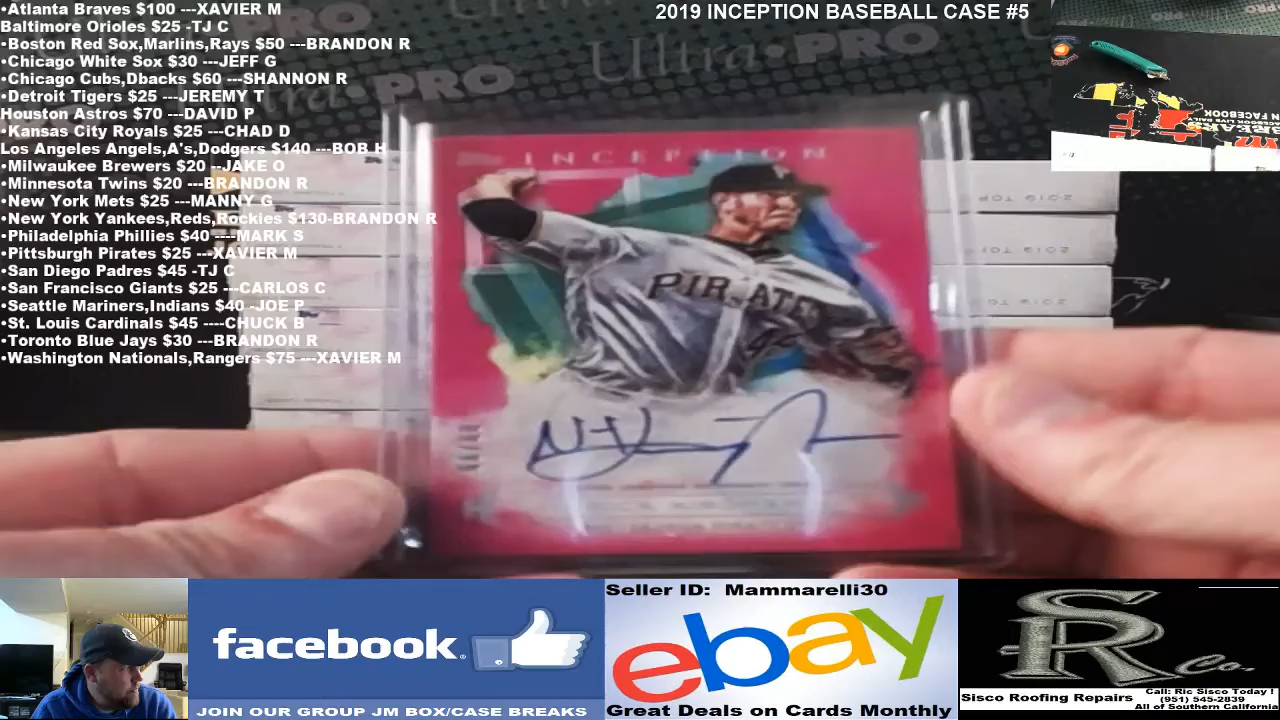 •Atlanta Braves $100 ---XAVIER M
Baltimore Orioles $25 -TJ C
•Boston Red Sox,Marlins,Rays $50 ---BRANDON R
•Chicago White Sox $30 ---JEFF G
•Chicago Cubs,Dbacks $60 ---SHANNON R
•Detroit Tigers $25 ---JEREMY T
Houston Astros $70 ---DAVID P
•Kansas City Royals $25 ---CHAD D
Los Angeles Angels,A's,Dodgers $140 ---BOB H
•Milwaukee Brewers $20 --JAKE O
•Minnesota Twins $20 ---BRANDON R
•New York Mets $25 ---MANNY G
•New York Yankees,Reds,Rockies $130-BRANDON R
•Philadelphia Phillies $40 ----MARK S
•Pittsburgh Pirates $25 ---XAVIER M
•San Diego Padres $45 -TJ C
•San Francisco Giants $25 ---CARLOS C
•Seattle Mariners,Indians $40 -JOE P
•St. Louis Cardinals $45 ----CHUCK B
•Toronto Blue Jays $30 ---BRANDON R
•Washington Nationals,Rangers $75 ---XAVIER M
2019 INCEPTION BASEBALL CASE #5
Ultra•PRO
INCEPTION
PIRATES
facebook.
JOIN OUR GROUP JM BOX/CASE BREAKS
Seller ID: Mammarelli30
ebay
Great Deals on Cards Monthly
SR Co.
Sisco Roofing Repairs
Call: Ric Sisco Today !
(951) 545-2839
All of Southern California